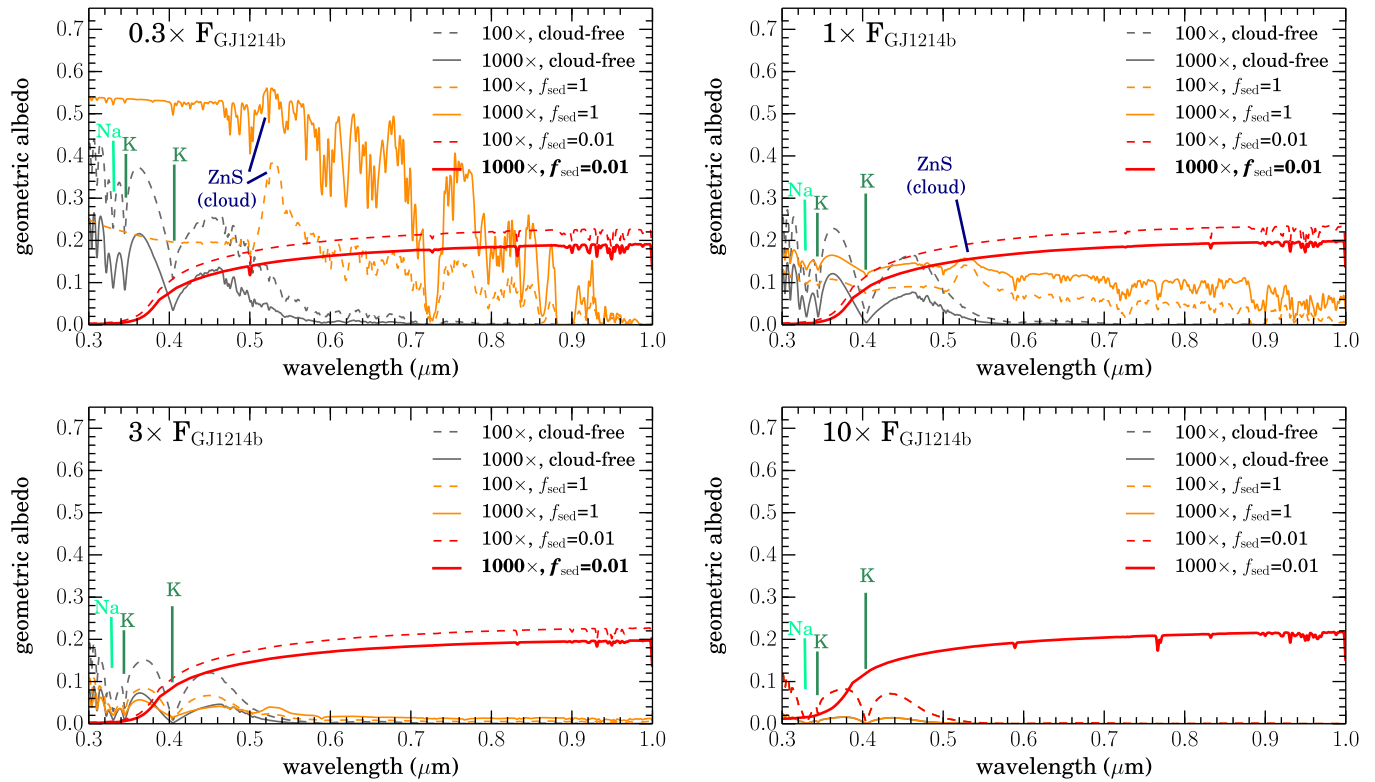 0.3× F_GJ1214b
100×, cloud-free
1000×, cloud-free
100×, f_sed=1
1000×, f_sed=1
100×, f_sed=0.01
1000×, f_sed=0.01
Na
K
K
ZnS
(cloud)
geometric albedo
0.7
0.6
0.5
0.4
0.3
0.2
0.1
0.0
0.3 0.4 0.5 0.6 0.7 0.8 0.9 1.0
wavelength (μm)
1× F_GJ1214b
100×, cloud-free
1000×, cloud-free
100×, f_sed=1
1000×, f_sed=1
100×, f_sed=0.01
1000×, f_sed=0.01
Na
K
K
ZnS
(cloud)
geometric albedo
0.7
0.6
0.5
0.4
0.3
0.2
0.1
0.0
0.3 0.4 0.5 0.6 0.7 0.8 0.9 1.0
wavelength (μm)
3× F_GJ1214b
100×, cloud-free
1000×, cloud-free
100×, f_sed=1
1000×, f_sed=1
100×, f_sed=0.01
1000×, f_sed=0.01
Na
K
K
geometric albedo
0.7
0.6
0.5
0.4
0.3
0.2
0.1
0.0
0.3 0.4 0.5 0.6 0.7 0.8 0.9 1.0
wavelength (μm)
10× F_GJ1214b
100×, cloud-free
1000×, cloud-free
100×, f_sed=1
1000×, f_sed=1
100×, f_sed=0.01
1000×, f_sed=0.01
Na
K
K
geometric albedo
0.7
0.6
0.5
0.4
0.3
0.2
0.1
0.0
0.3 0.4 0.5 0.6 0.7 0.8 0.9 1.0
wavelength (μm)